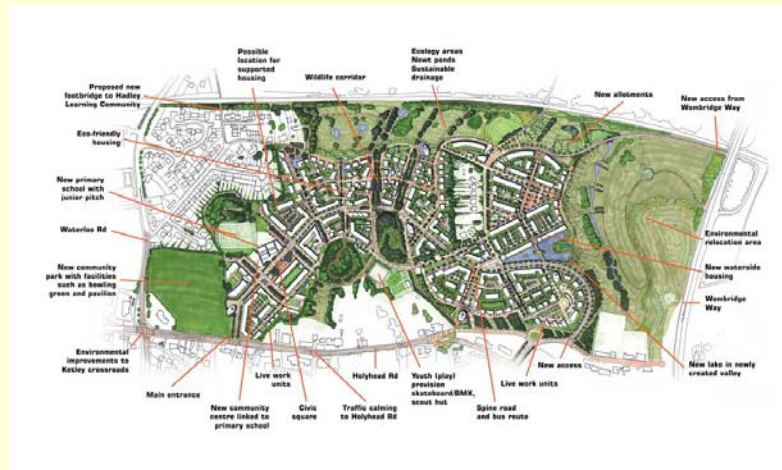 Possible
location for
supported
housing
Wildlife corridor
Ecology areas
Newt ponds
Sustainable
drainage
New allotments
New access from
Wombridge Way
Proposed new
footbridge to Hadley
Learning Community
Eco-friendly
housing
New primary
school with
junior pitch
Waterloo Rd
New community
park with facilities
such as bowling
green and pavilion
Environmental
improvements to
Ketley crossroads
Main entrance
New community
centre linked to
primary school
Live work
units
Civic
square
Holyhead Rd
Traffic calming
to Holyhead Rd
Youth (play)
provision
skateboard/BMX,
scout hut
Spine road
and bus route
Live work units
New access
New lake in newly
created valley
Wombridge
Way
New waterside
housing
Environmental
relocation area